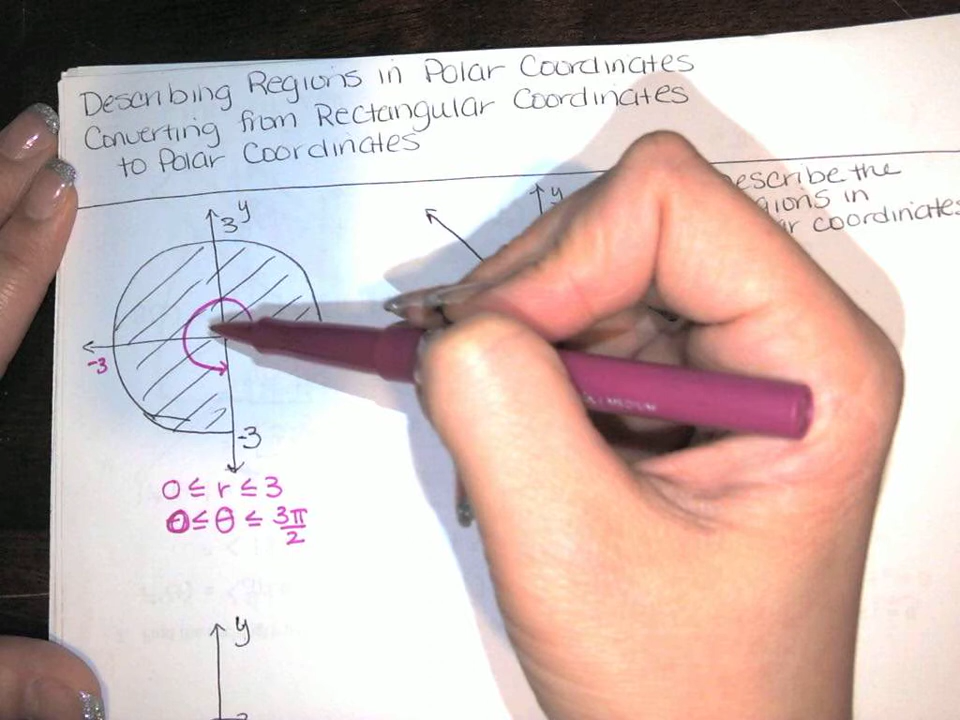 Describing Regions in Polar Coordinates
Converting from Rectangular Coordinates
to Polar Coordinates
escribe the
gions in
ar coordinates
3 y
y
-3
-3
0 ≤ r ≤ 3
0 ≤ θ ≤ 3π/2
y